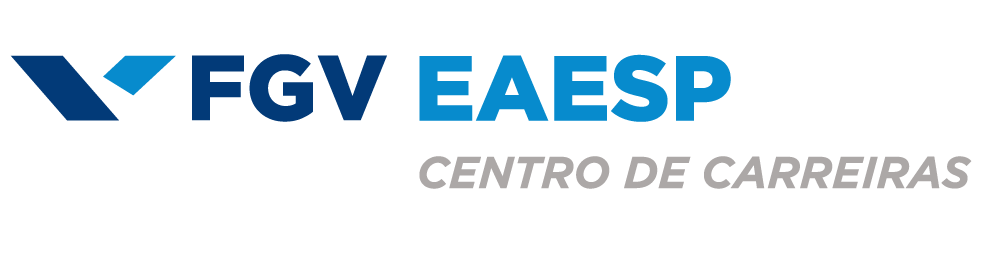 FGV EAESP
CENTRO DE CARREIRAS